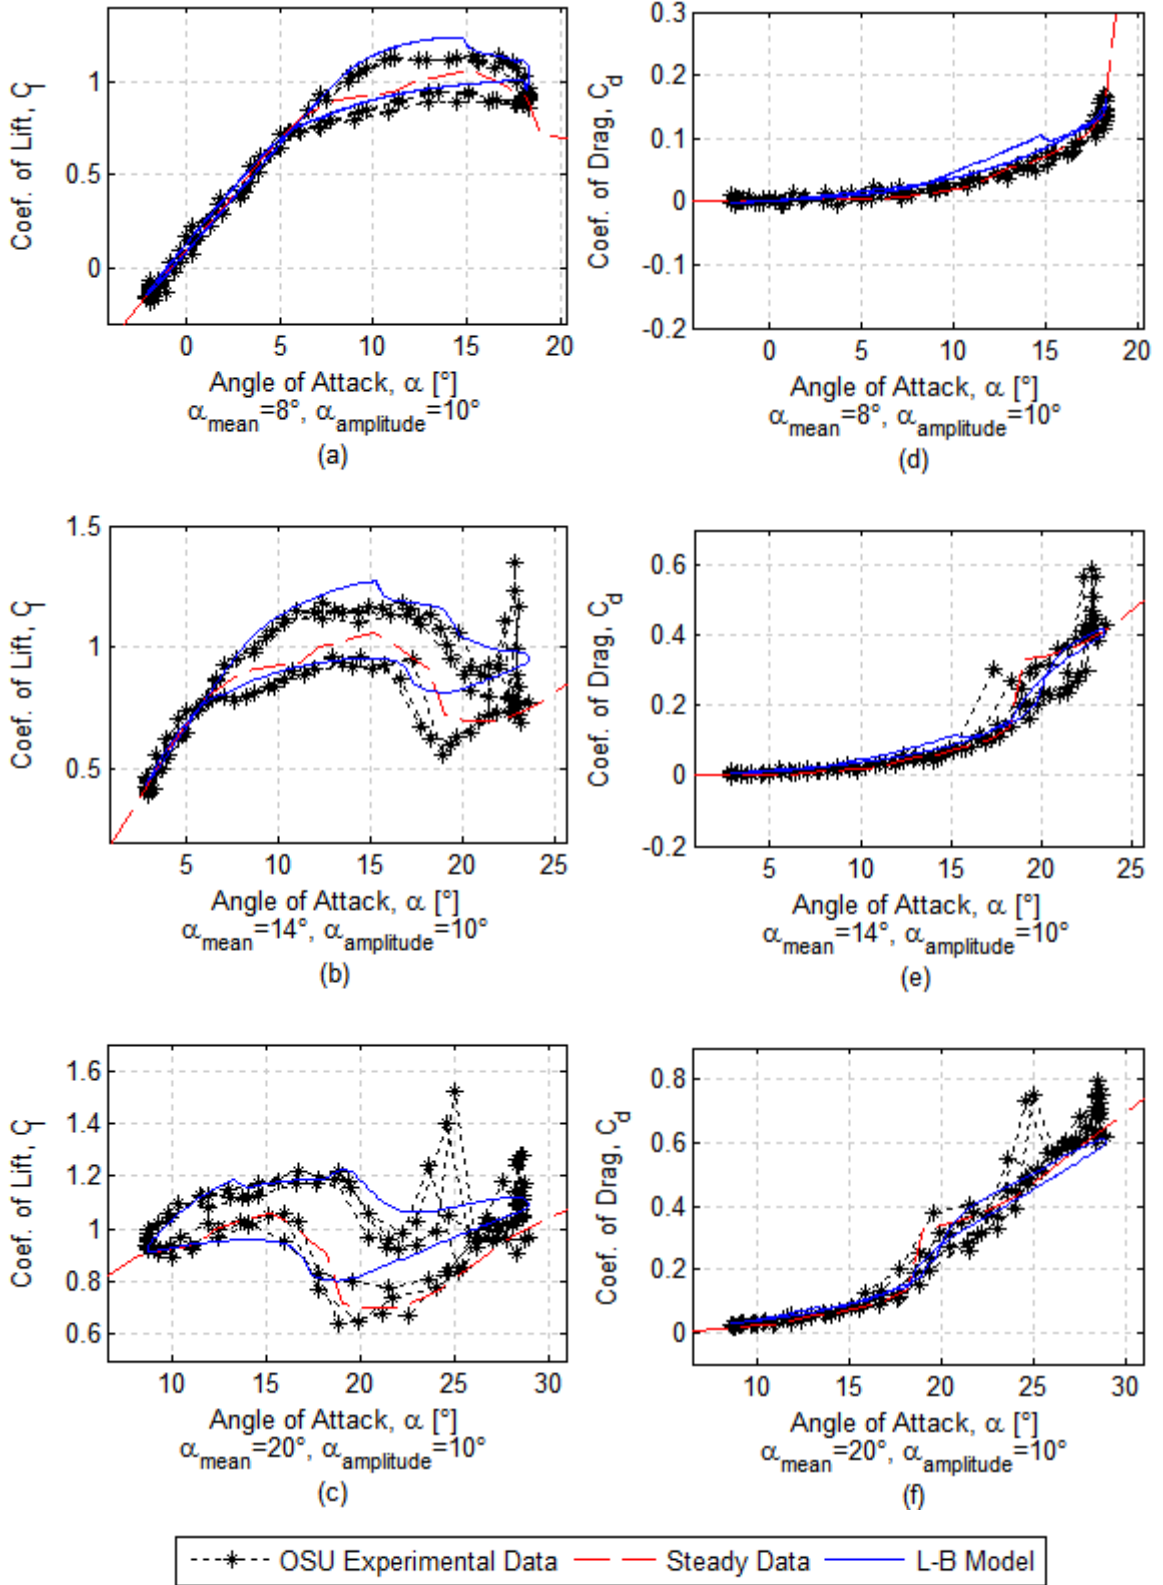 Coef. of Lift, Cl
1
0.5
0
0 5 10 15 20
Angle of Attack, α [°]
αmean=8°, αamplitude=10°
(a)
Coef. of Drag, Cd
0.3
0.2
0.1
0
-0.1
-0.2
0 5 10 15 20
Angle of Attack, α [°]
αmean=8°, αamplitude=10°
(d)
Coef. of Lift, Cl
1.5
1
0.5
5 10 15 20 25
Angle of Attack, α [°]
αmean=14°, αamplitude=10°
(b)
Coef. of Drag, Cd
0.6
0.4
0.2
0
-0.2
5 10 15 20 25
Angle of Attack, α [°]
αmean=14°, αamplitude=10°
(e)
Coef. of Lift, Cl
1.6
1.4
1.2
1
0.8
0.6
10 15 20 25 30
Angle of Attack, α [°]
αmean=20°, αamplitude=10°
(c)
Coef. of Drag, Cd
0.8
0.6
0.4
0.2
0
10 15 20 25 30
Angle of Attack, α [°]
αmean=20°, αamplitude=10°
(f)
OSU Experimental Data Steady Data L-B Model